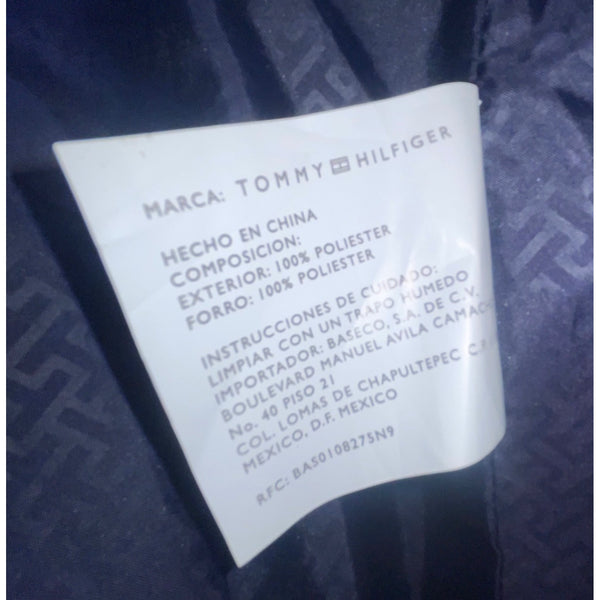 MARCA: TOMMY HILFIGER
HECHO EN CHINA
COMPOSICION:
EXTERIOR: 100% POLIESTER
FORRO: 100% POLIESTER
INSTRUCCIONES DE CUIDADO:
LIMPIAR CON UN TRAPO HUMEDO
IMPORTADOR: BASECO, S.A. DE C.V.
BOULEVARD MANUEL AVILA CAMAC
No. 40 PISO 21
COL. LOMAS DE CHAPULTEPEC
MEXICO, D.F. MEXICO
RFC: BAS0108275N9